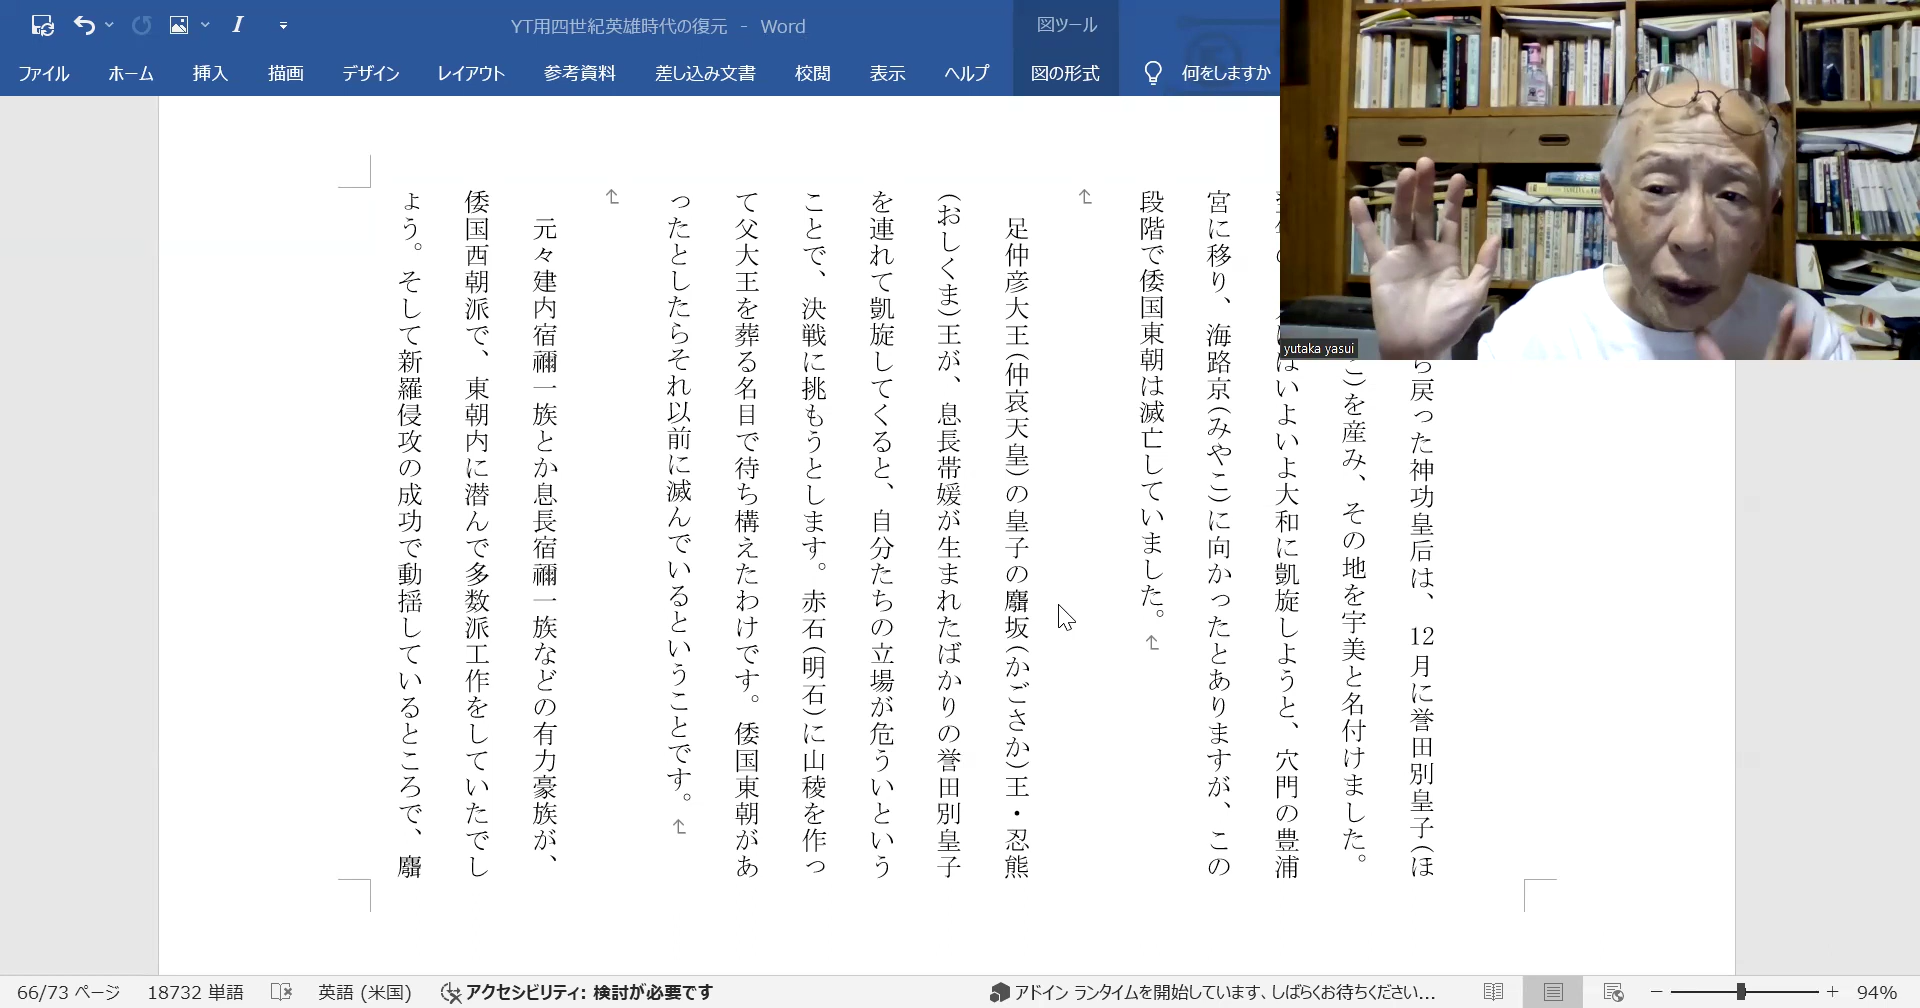 YT用四世紀英雄時代の復元 - Word
図ツール
ファイル
ホーム
挿入
描画
デザイン
レイアウト
参考資料
差し込み文書
校閲
表示
ヘルプ
図の形式
何をしますか
yutaka yasui
ら戻った神功皇后は、12月に誉田別皇子(ほ
こ)を産み、その地を宇美と名付けました。
はいよいよ大和に凱旋しようと、穴門の豊浦
宮に移り、海路京(みやこ)に向かったとありますが、この
段階で倭国東朝は滅亡していました。
足仲彦大王(仲哀天皇)の皇子の麛坂(かごさか)王・忍熊
(おしくま)王が、息長帯媛が生まれたばかりの誉田別皇子
を連れて凱旋してくると、自分たちの立場が危ういという
ことで、決戦に挑もうとします。赤石(明石)に山稜を作っ
て父大王を葬る名目で待ち構えたわけです。倭国東朝があ
ったとしたらそれ以前に滅んでいるということです。
元々建内宿禰一族とか息長宿禰一族などの有力豪族が、
倭国西朝派で、東朝内に潜んで多数派工作をしていたでし
ょう。そして新羅侵攻の成功で動揺しているところで、麛
66/73 ページ
18732 単語
英語 (米国)
アクセシビリティ: 検討が必要です
アドイン ランタイムを開始しています、しばらくお待ちください...
94%